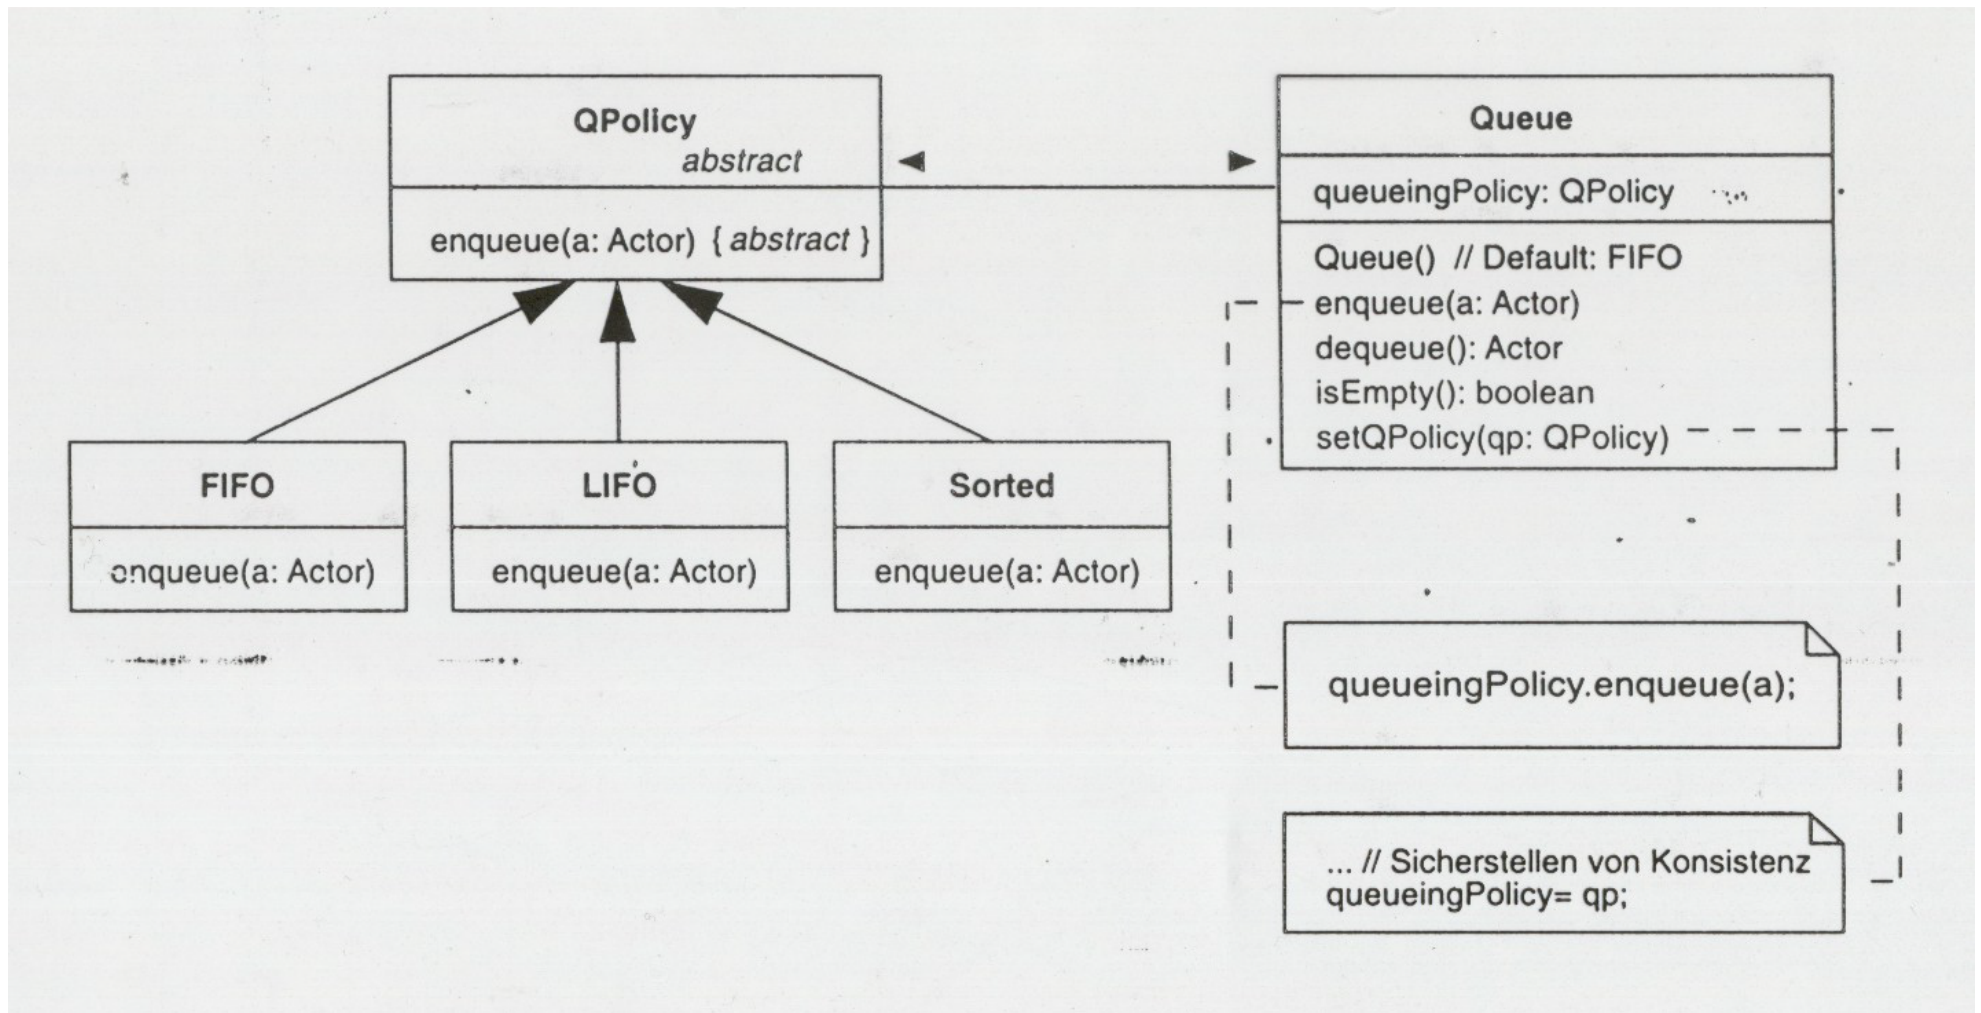 QPolicy
abstract
enqueue(a: Actor) { abstract }
FIFO
enqueue(a: Actor)
LIFO
enqueue(a: Actor)
Sorted
enqueue(a: Actor)
Queue
queueingPolicy: QPolicy
Queue() // Default: FIFO
enqueue(a: Actor)
dequeue(): Actor
isEmpty(): boolean
setQPolicy(qp: QPolicy)
queueingPolicy.enqueue(a);
... // Sicherstellen von Konsistenz
queueingPolicy= qp;